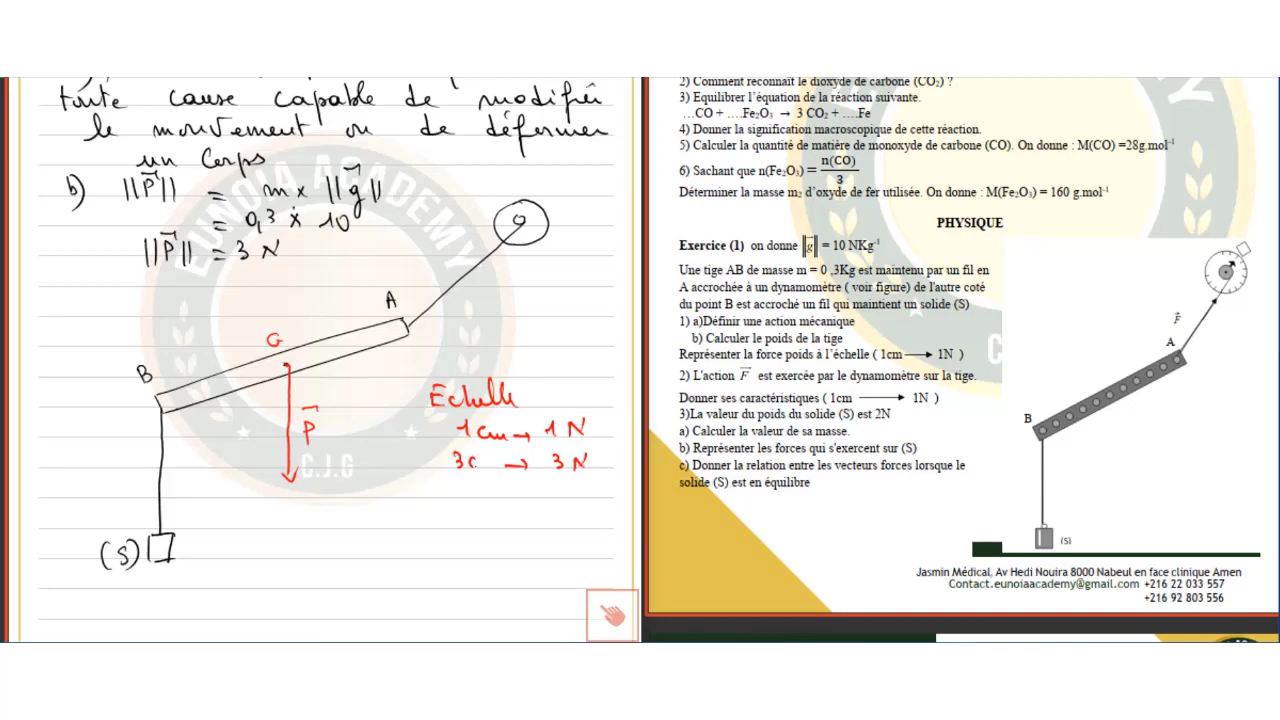 toute cause capable de modifier
le mouvement ou de déformer
un corps
b) ||P|| = m x ||g||
= 0,3 x 10
||P|| = 3 N
A
G
B
P
Echelle
1cm → 1 N
3c → 3 N
(S)
EUNOIA ACADEMY
C.J.G
2) Comment reconnaît le dioxyde de carbone (CO₂) ?
3) Equilibrer l'équation de la réaction suivante.
…CO + ….Fe₂O₃ → 3 CO₂ + ….Fe
4) Donner la signification macroscopique de cette réaction.
5) Calculer la quantité de matière de monoxyde de carbone (CO). On donne : M(CO) =28g.mol⁻¹
6) Sachant que n(Fe₂O₃) = n(CO)/3
Déterminer la masse m₂ d'oxyde de fer utilisée. On donne : M(Fe₂O₃) = 160 g.mol⁻¹
PHYSIQUE
Exercice (1) on donne ||g|| = 10 NKg⁻¹
Une tige AB de masse m = 0 ,3Kg est maintenu par un fil en
A accrochée à un dynamomètre ( voir figure) de l'autre coté
du point B est accroché un fil qui maintient un solide (S)
1) a)Définir une action mécanique
b) Calculer le poids de la tige
Représenter la force poids à l'échelle ( 1cm → 1N )
2) L'action F est exercée par le dynamomètre sur la tige.
Donner ses caractéristiques ( 1cm → 1N )
3)La valeur du poids du solide (S) est 2N
a) Calculer la valeur de sa masse.
b) Représenter les forces qui s'exercent sur (S)
c) Donner la relation entre les vecteurs forces lorsque le
solide (S) est en équilibre
F
A
B
(S)
Jasmin Médical, Av Hedi Nouira 8000 Nabeul en face clinique Amen
Contact.eunoiaacademy@gmail.com +216 22 033 557
+216 92 803 556